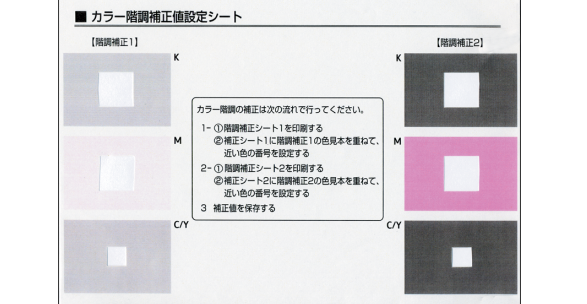 ■ カラー階調補正値設定シート
【階調補正1】
【階調補正2】
K
K
カラー階調の補正は次の流れで行ってください。
1- ①階調補正シート1を印刷する
②補正シート1に階調補正1の色見本を重ねて、
近い色の番号を設定する
2- ①階調補正シート2を印刷する
②補正シート2に階調補正2の色見本を重ねて、
近い色の番号を設定する
3 補正値を保存する
M
M
C/Y
C/Y